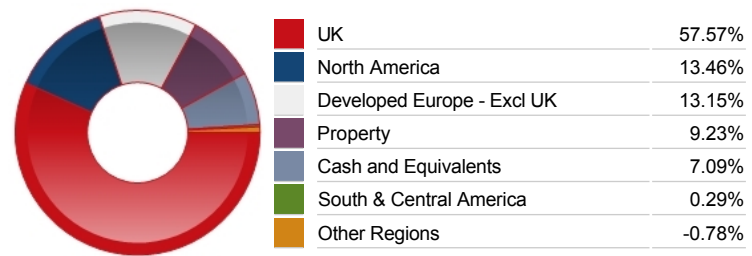 UK 57.57%
North America 13.46%
Developed Europe - Excl UK 13.15%
Property 9.23%
Cash and Equivalents 7.09%
South & Central America 0.29%
Other Regions -0.78%